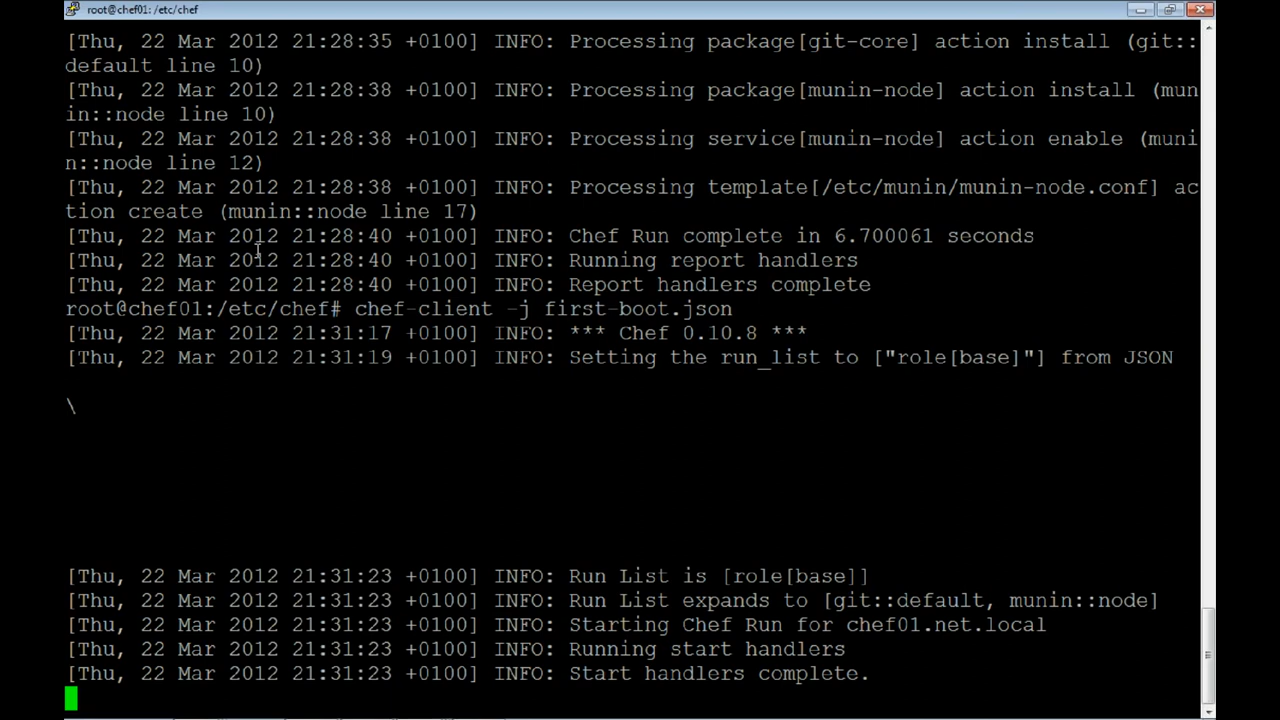 root@chef01: /etc/chef
[Thu, 22 Mar 2012 21:28:35 +0100] INFO: Processing package[git-core] action install (git::
default line 10)
[Thu, 22 Mar 2012 21:28:38 +0100] INFO: Processing package[munin-node] action install (mun
in::node line 10)
[Thu, 22 Mar 2012 21:28:38 +0100] INFO: Processing service[munin-node] action enable (muni
n::node line 12)
[Thu, 22 Mar 2012 21:28:38 +0100] INFO: Processing template[/etc/munin/munin-node.conf] ac
tion create (munin::node line 17)
[Thu, 22 Mar 2012 21:28:40 +0100] INFO: Chef Run complete in 6.700061 seconds
[Thu, 22 Mar 2012 21:28:40 +0100] INFO: Running report handlers
[Thu, 22 Mar 2012 21:28:40 +0100] INFO: Report handlers complete
root@chef01:/etc/chef# chef-client -j first-boot.json
[Thu, 22 Mar 2012 21:31:17 +0100] INFO: *** Chef 0.10.8 ***
[Thu, 22 Mar 2012 21:31:19 +0100] INFO: Setting the run_list to ["role[base]"] from JSON
\
[Thu, 22 Mar 2012 21:31:23 +0100] INFO: Run List is [role[base]]
[Thu, 22 Mar 2012 21:31:23 +0100] INFO: Run List expands to [git::default, munin::node]
[Thu, 22 Mar 2012 21:31:23 +0100] INFO: Starting Chef Run for chef01.net.local
[Thu, 22 Mar 2012 21:31:23 +0100] INFO: Running start handlers
[Thu, 22 Mar 2012 21:31:23 +0100] INFO: Start handlers complete.